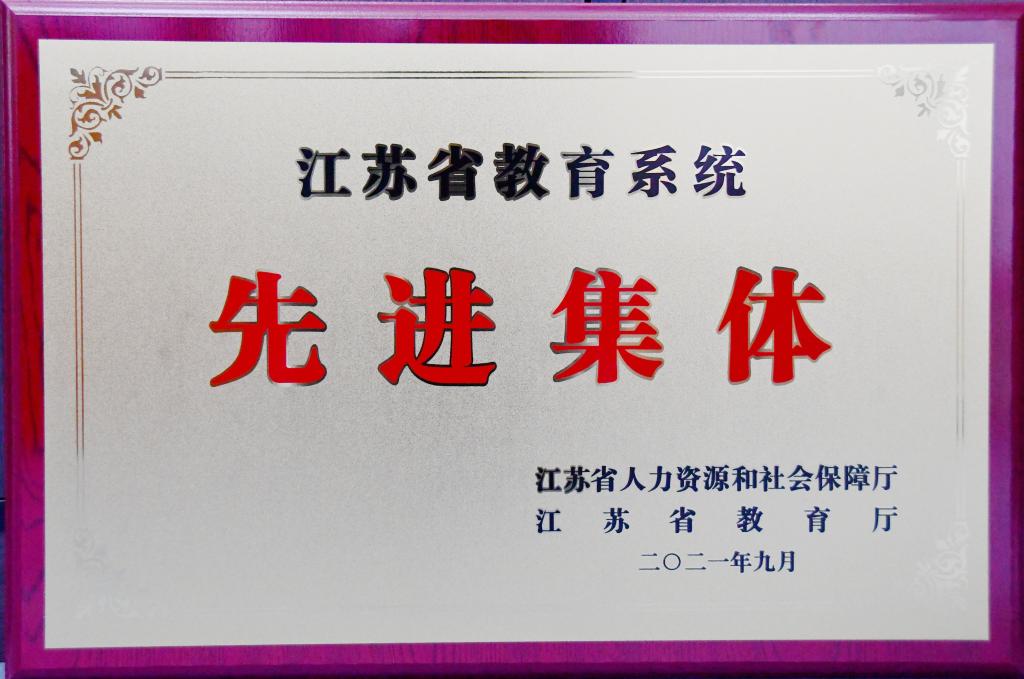 江苏省教育系统
先进集体
江苏省人力资源和社会保障厅
江苏省教育厅
二〇二一年九月